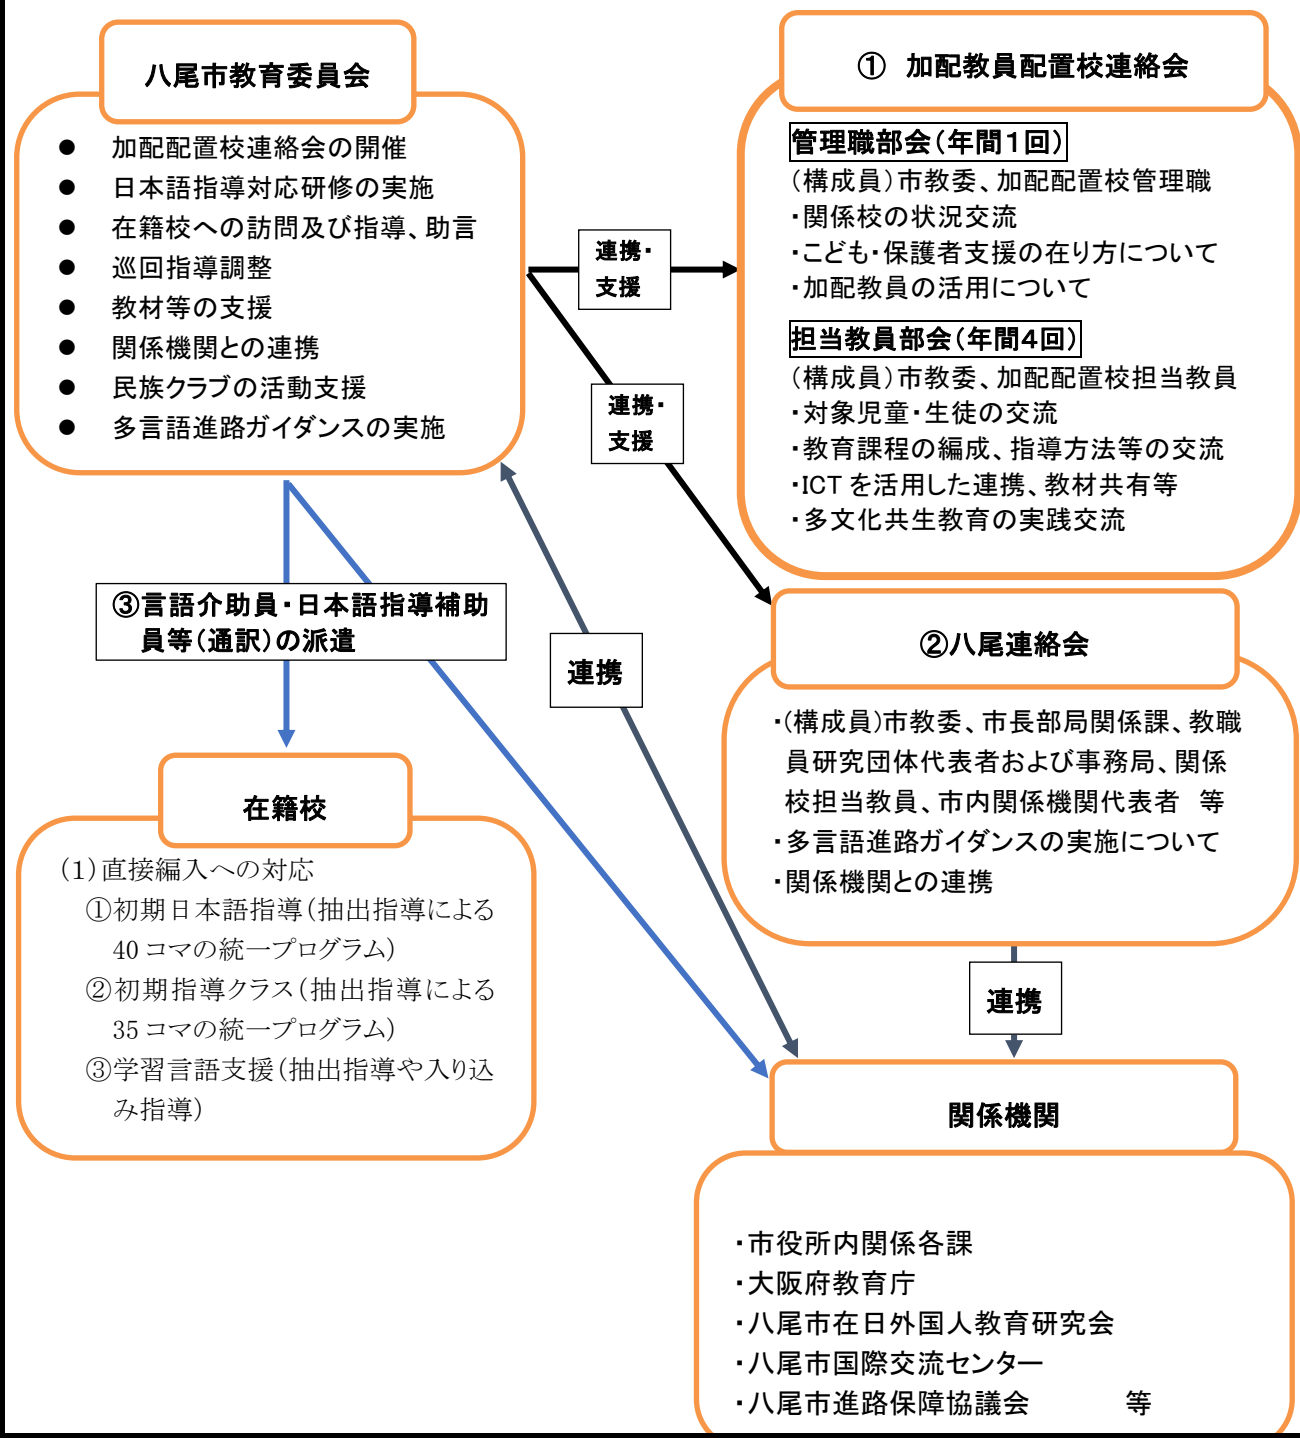 八尾市教育委員会
● 加配配置校連絡会の開催
● 日本語指導対応研修の実施
● 在籍校への訪問及び指導、助言
● 巡回指導調整
● 教材等の支援
● 関係機関との連携
● 民族クラブの活動支援
● 多言語進路ガイダンスの実施
連携・
支援
連携・
支援
① 加配教員配置校連絡会
管理職部会（年間１回）
（構成員）市教委、加配配置校管理職
・関係校の状況交流
・こども・保護者支援の在り方について
・加配教員の活用について
担当教員部会（年間４回）
（構成員）市教委、加配配置校担当教員
・対象児童・生徒の交流
・教育課程の編成、指導方法等の交流
・ICT を活用した連携、教材共有等
・多文化共生教育の実践交流
③言語介助員・日本語指導補助
員等（通訳）の派遣
連携
②八尾連絡会
・(構成員)市教委、市長部局関係課、教職
員研究団体代表者および事務局、関係
校担当教員、市内関係機関代表者 等
・多言語進路ガイダンスの実施について
・関係機関との連携
連携
在籍校
（１）直接編入への対応
①初期日本語指導（抽出指導による
40 コマの統一プログラム）
②初期指導クラス（抽出指導による
35 コマの統一プログラム）
③学習言語支援（抽出指導や入り込
み指導）
関係機関
・市役所内関係各課
・大阪府教育庁
・八尾市在日外国人教育研究会
・八尾市国際交流センター
・八尾市進路保障協議会 等